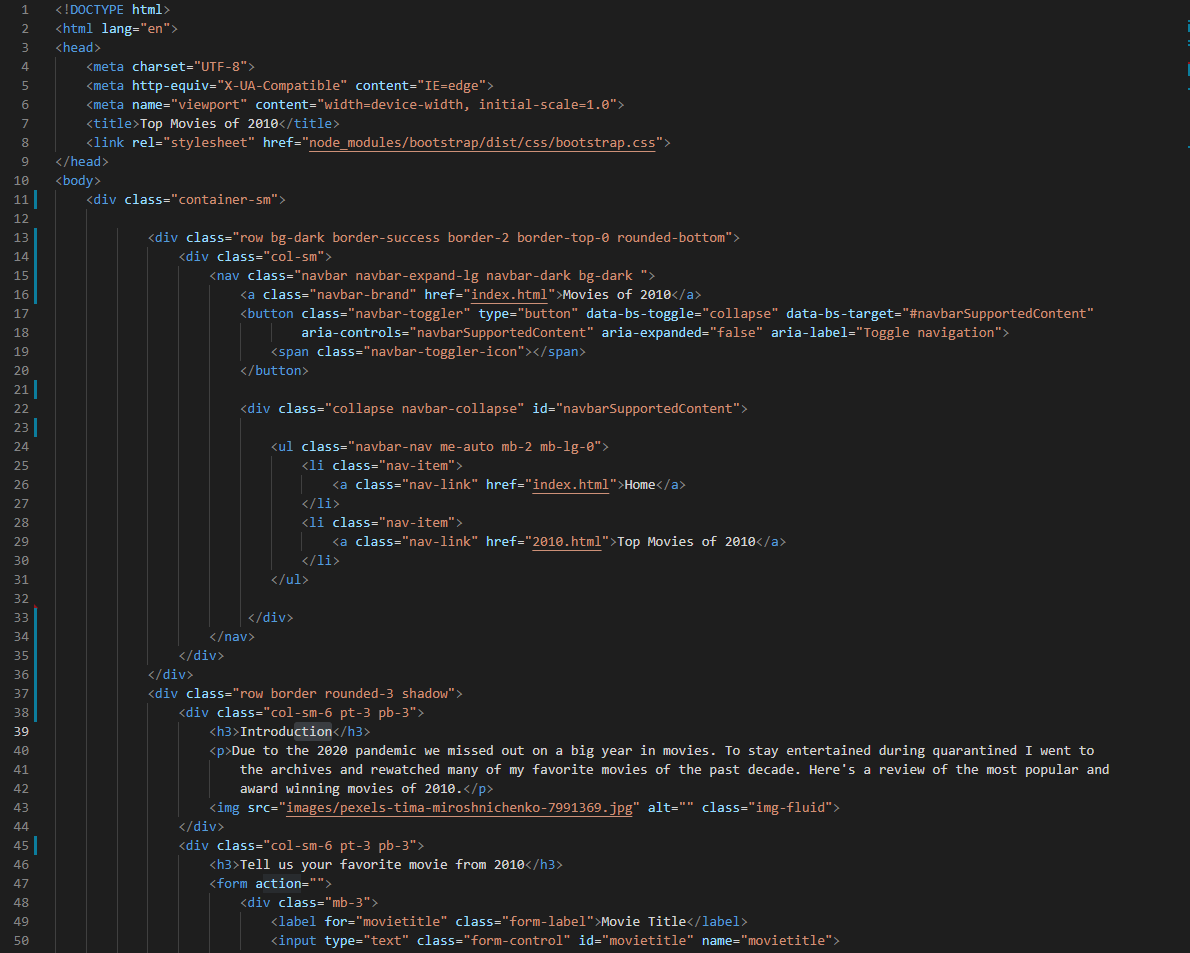 1 <!DOCTYPE html>
2 <html lang="en">
3 <head>
4 <meta charset="UTF-8">
5 <meta http-equiv="X-UA-Compatible" content="IE=edge">
6 <meta name="viewport" content="width=device-width, initial-scale=1.0">
7 <title>Top Movies of 2010</title>
8 <link rel="stylesheet" href="node_modules/bootstrap/dist/css/bootstrap.css">
9 </head>
10 <body>
11 <div class="container-sm">
12
13 <div class="row bg-dark border-success border-2 border-top-0 rounded-bottom">
14 <div class="col-sm">
15 <nav class="navbar navbar-expand-lg navbar-dark bg-dark ">
16 <a class="navbar-brand" href="index.html">Movies of 2010</a>
17 <button class="navbar-toggler" type="button" data-bs-toggle="collapse" data-bs-target="#navbarSupportedContent"
18 aria-controls="navbarSupportedContent" aria-expanded="false" aria-label="Toggle navigation">
19 <span class="navbar-toggler-icon"></span>
20 </button>
21
22 <div class="collapse navbar-collapse" id="navbarSupportedContent">
23
24 <ul class="navbar-nav me-auto mb-2 mb-lg-0">
25 <li class="nav-item">
26 <a class="nav-link" href="index.html">Home</a>
27 </li>
28 <li class="nav-item">
29 <a class="nav-link" href="2010.html">Top Movies of 2010</a>
30 </li>
31 </ul>
32
33 </div>
34 </nav>
35 </div>
36 </div>
37 <div class="row border rounded-3 shadow">
38 <div class="col-sm-6 pt-3 pb-3">
39 <h3>Introduction</h3>
40 <p>Due to the 2020 pandemic we missed out on a big year in movies. To stay entertained during quarantined I went to
41 the archives and rewatched many of my favorite movies of the past decade. Here's a review of the most popular and
42 award winning movies of 2010.</p>
43 <img src="images/pexels-tima-miroshnichenko-7991369.jpg" alt="" class="img-fluid">
44 </div>
45 <div class="col-sm-6 pt-3 pb-3">
46 <h3>Tell us your favorite movie from 2010</h3>
47 <form action="">
48 <div class="mb-3">
49 <label for="movietitle" class="form-label">Movie Title</label>
50 <input type="text" class="form-control" id="movietitle" name="movietitle">